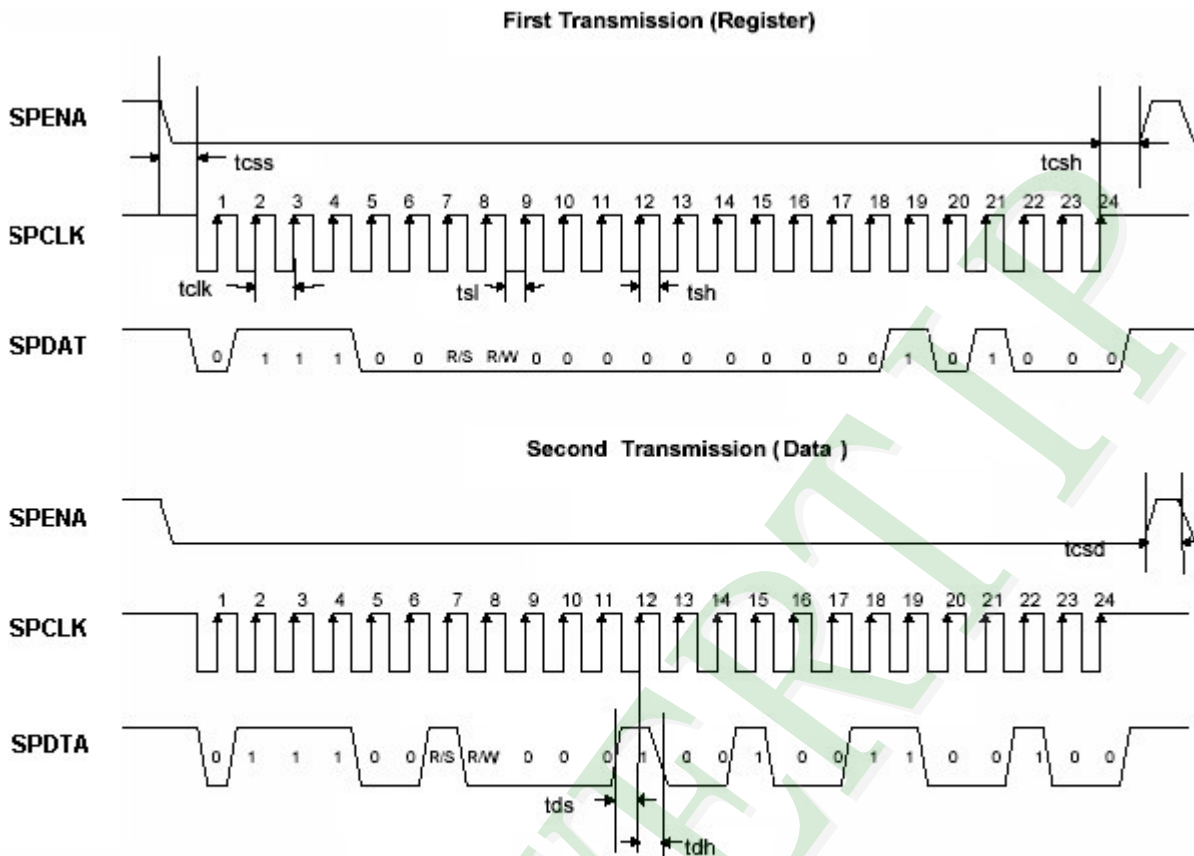 First Transmission (Register)
SPENA
tcss
tcsh
1 2 3 4 5 6 7 8 9 10 11 12 13 14 15 16 17 18 19 20 21 22 23 24
SPCLK
tclk
tsl
tsh
SPDAT
0 1 1 1 0 0 R/S R/W 0 0 0 0 0 0 0 0 0 1 0 1 0 0 0
Second Transmission ( Data )
SPENA
tcsd
1 2 3 4 5 6 7 8 9 10 11 12 13 14 15 16 17 18 19 20 21 22 23 24
SPCLK
SPDTA
0 1 1 1 0 0 R/S R/W 0 0 0 1 0 0 1 0 0 1 1 0 0 1 0 0
tds
tdh
VERTIP